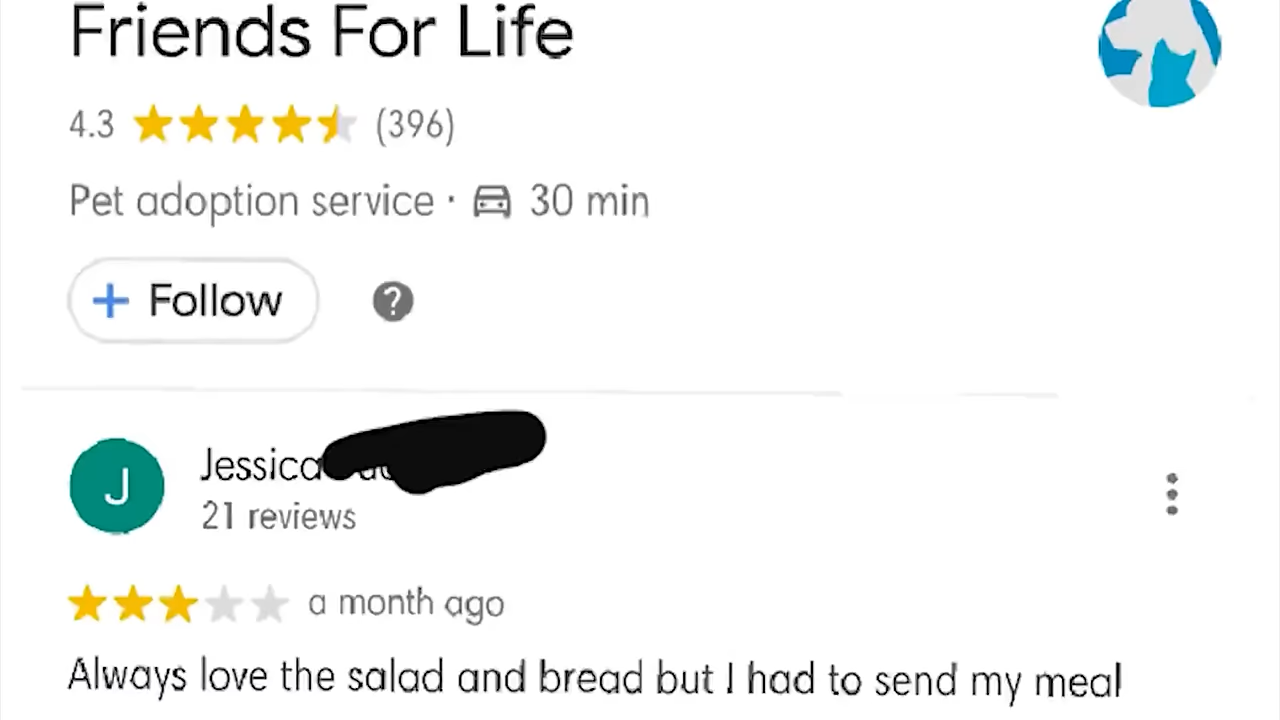 Friends For Life
4.3 (396)
Pet adoption service · 30 min
+ Follow ?
J
Jessica
21 reviews
a month ago
Always love the salad and bread but I had to send my meal